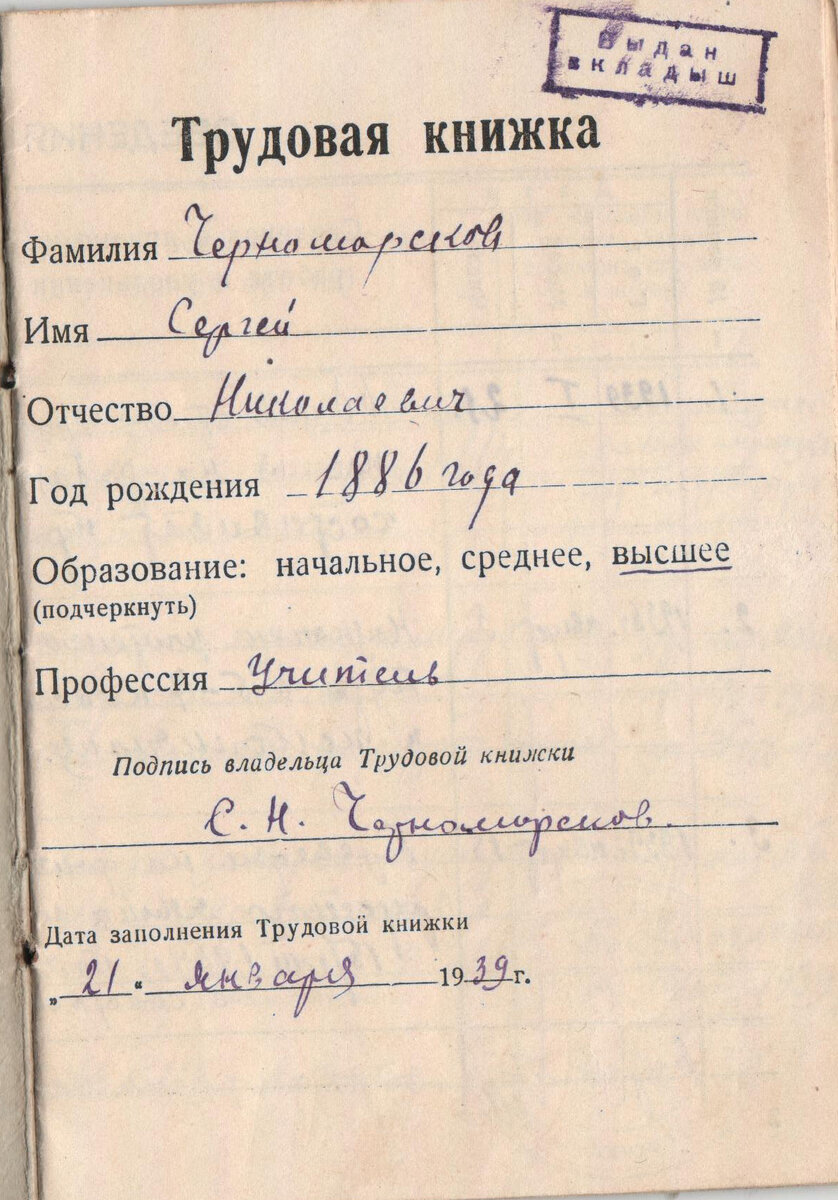 Выдан
вкладыш
Трудовая книжка
Фамилия Черноморсков
Имя Сергей
Отчество Николаевич
Год рождения 1886 года
Образование: начальное, среднее, высшее
(подчеркнуть)
Профессия Учитель
Подпись владельца Трудовой книжки
С. Н. Черноморсков.
Дата заполнения Трудовой книжки
„21“ января 1939 г.